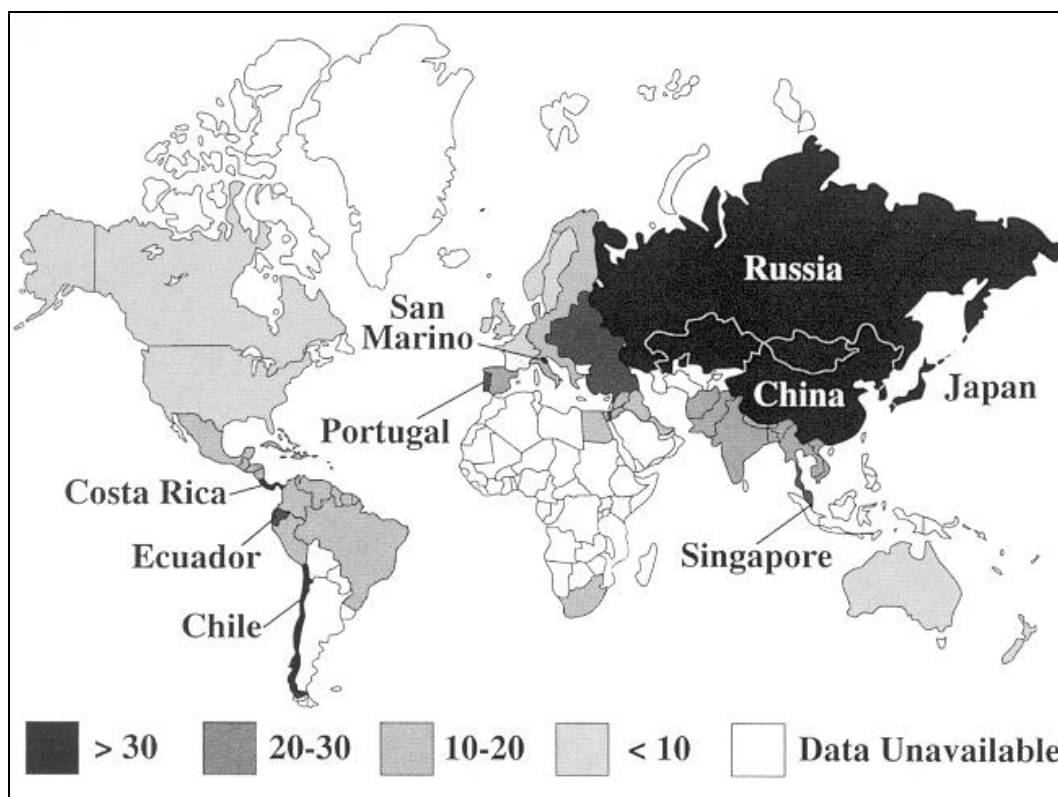 Russia
San
Marino
China
Japan
Portugal
Costa Rica
Ecuador
Singapore
Chile
> 30
20-30
10-20
< 10
Data Unavailable